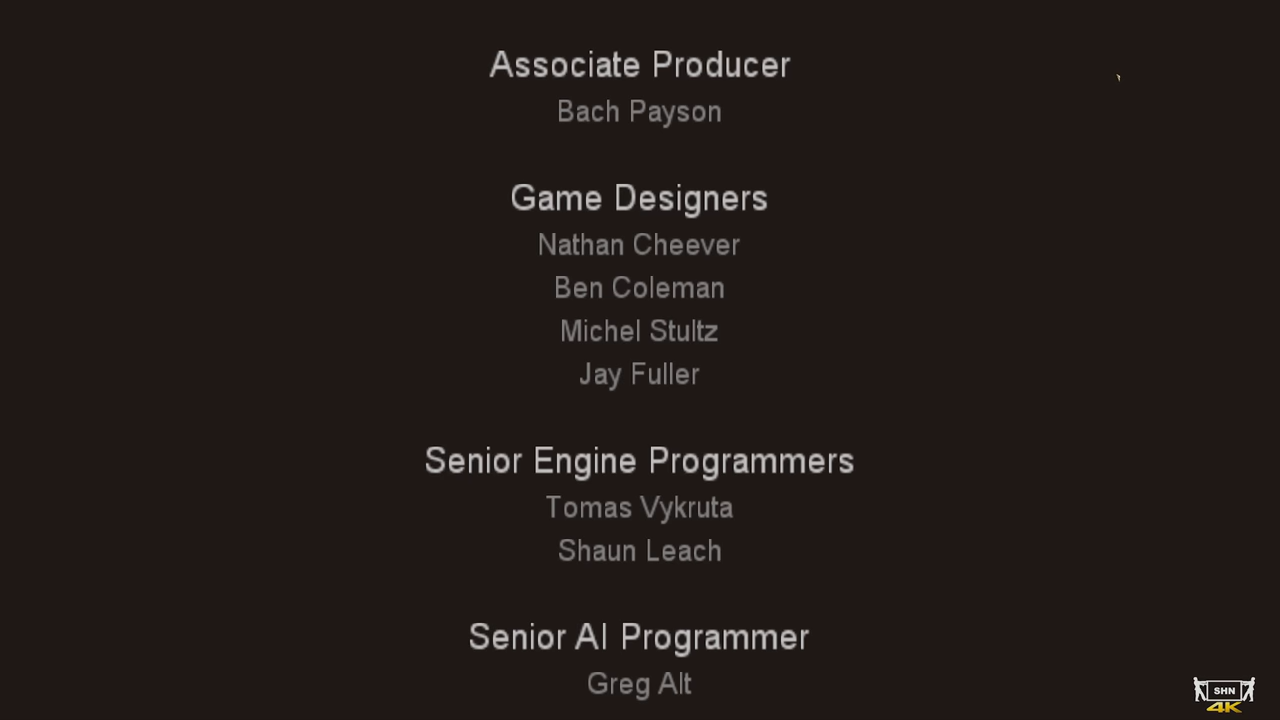 Associate Producer
Bach Payson
Game Designers
Nathan Cheever
Ben Coleman
Michel Stultz
Jay Fuller
Senior Engine Programmers
Tomas Vykruta
Shaun Leach
Senior AI Programmer
Greg Alt
SHN
4K